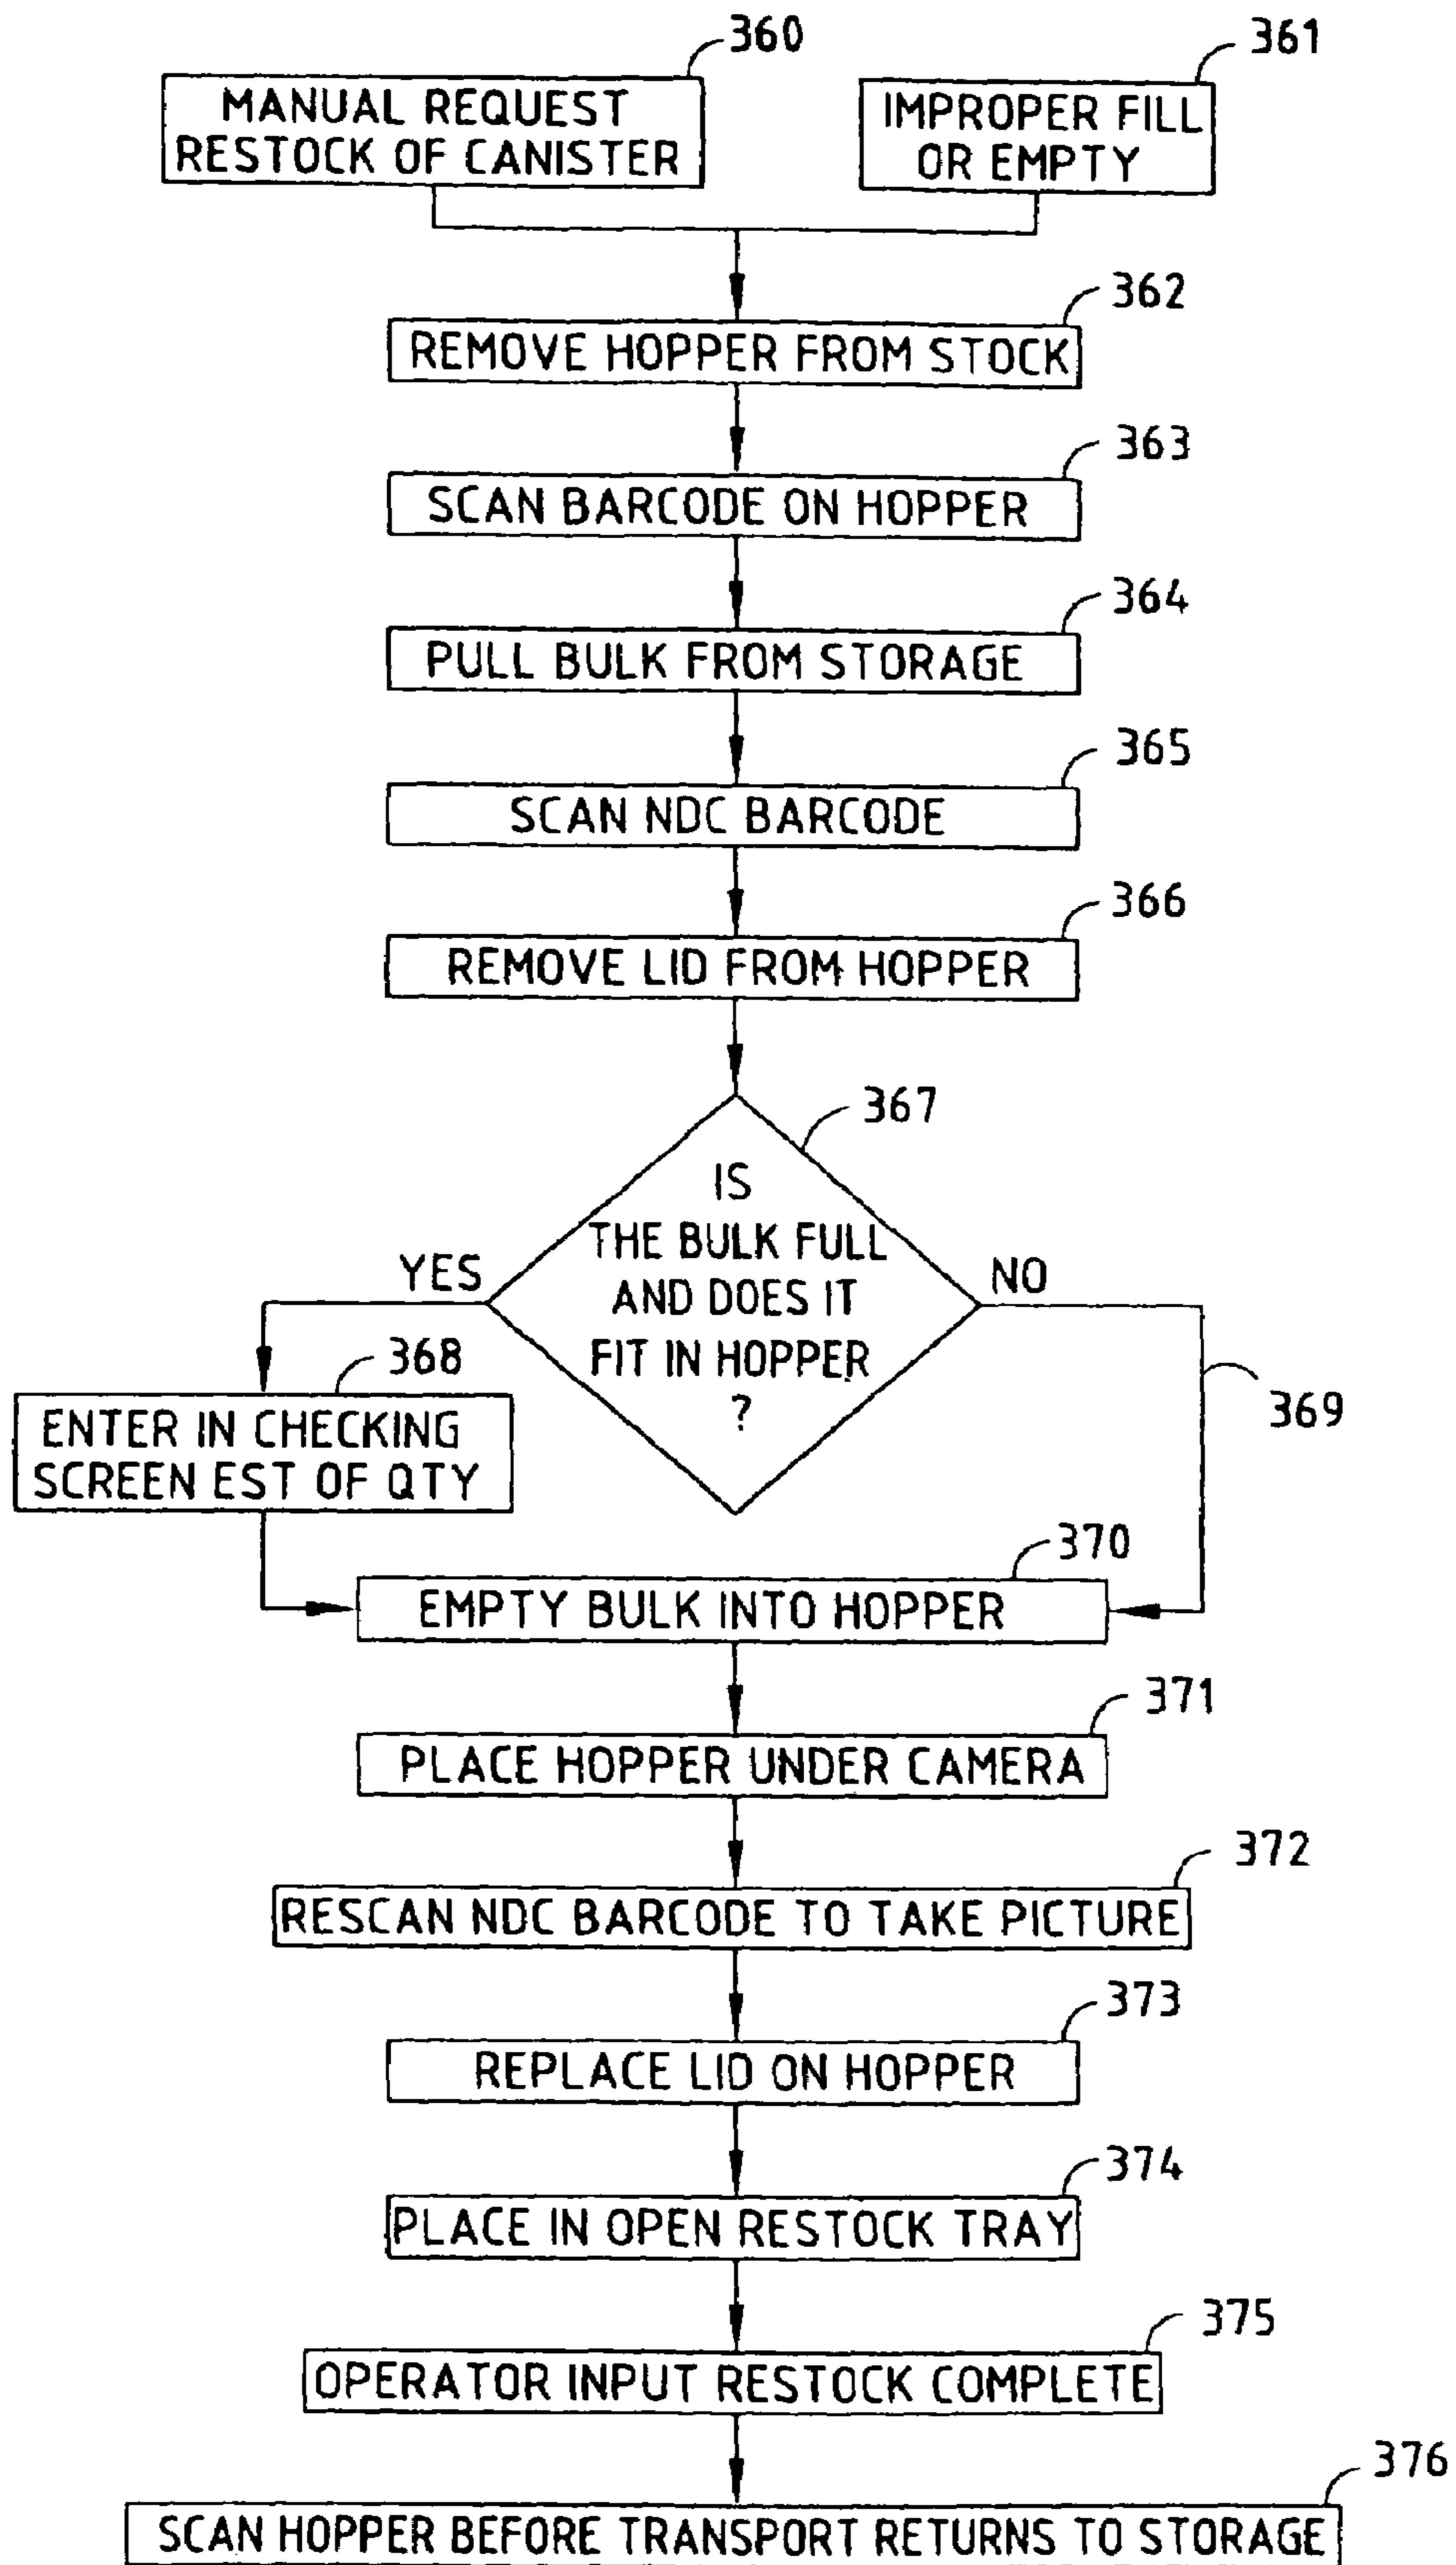 360
361
MANUAL REQUEST
RESTOCK OF CANISTER
IMPROPER FILL
OR EMPTY
362
REMOVE HOPPER FROM STOCK
363
SCAN BARCODE ON HOPPER
364
PULL BULK FROM STORAGE
365
SCAN NDC BARCODE
366
REMOVE LID FROM HOPPER
367
IS
THE BULK FULL
AND DOES IT
FIT IN HOPPER
?
YES
NO
368
369
ENTER IN CHECKING
SCREEN EST OF QTY
370
EMPTY BULK INTO HOPPER
371
PLACE HOPPER UNDER CAMERA
372
RESCAN NDC BARCODE TO TAKE PICTURE
373
REPLACE LID ON HOPPER
374
PLACE IN OPEN RESTOCK TRAY
375
OPERATOR INPUT RESTOCK COMPLETE
376
SCAN HOPPER BEFORE TRANSPORT RETURNS TO STORAGE